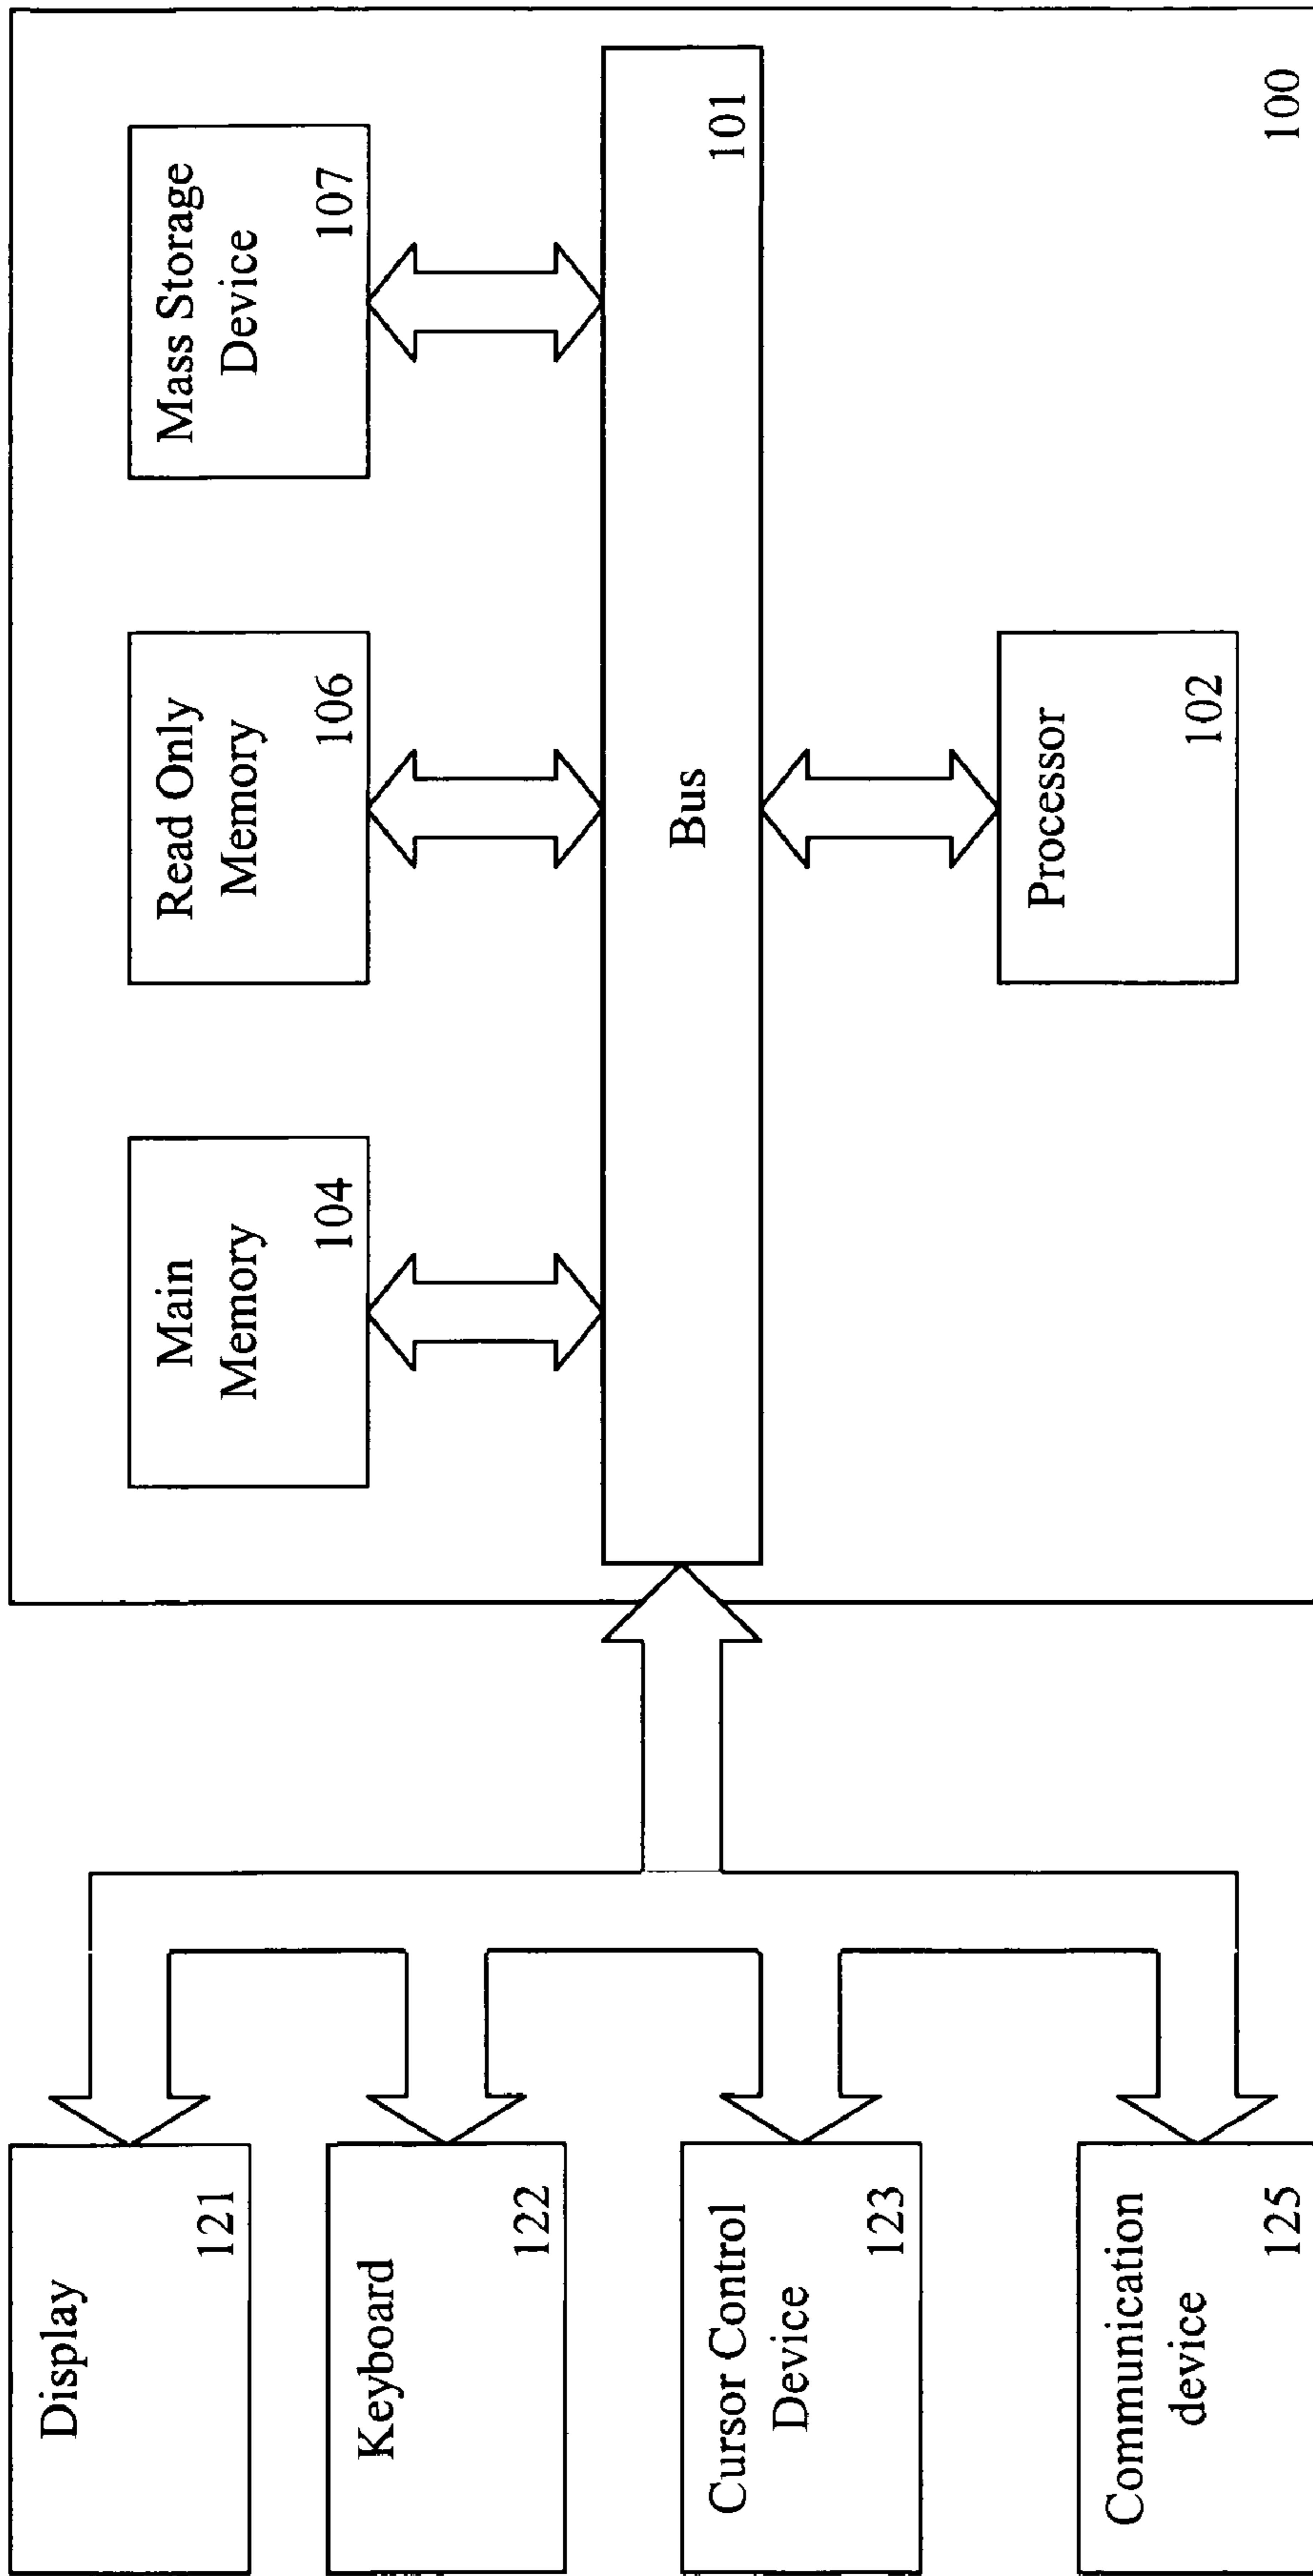 Display
121
Keyboard
122
Cursor Control
Device
123
Communication
device
125
Main
Memory
104
Read Only
Memory
106
Mass Storage
Device
107
Bus
101
Processor
102
100